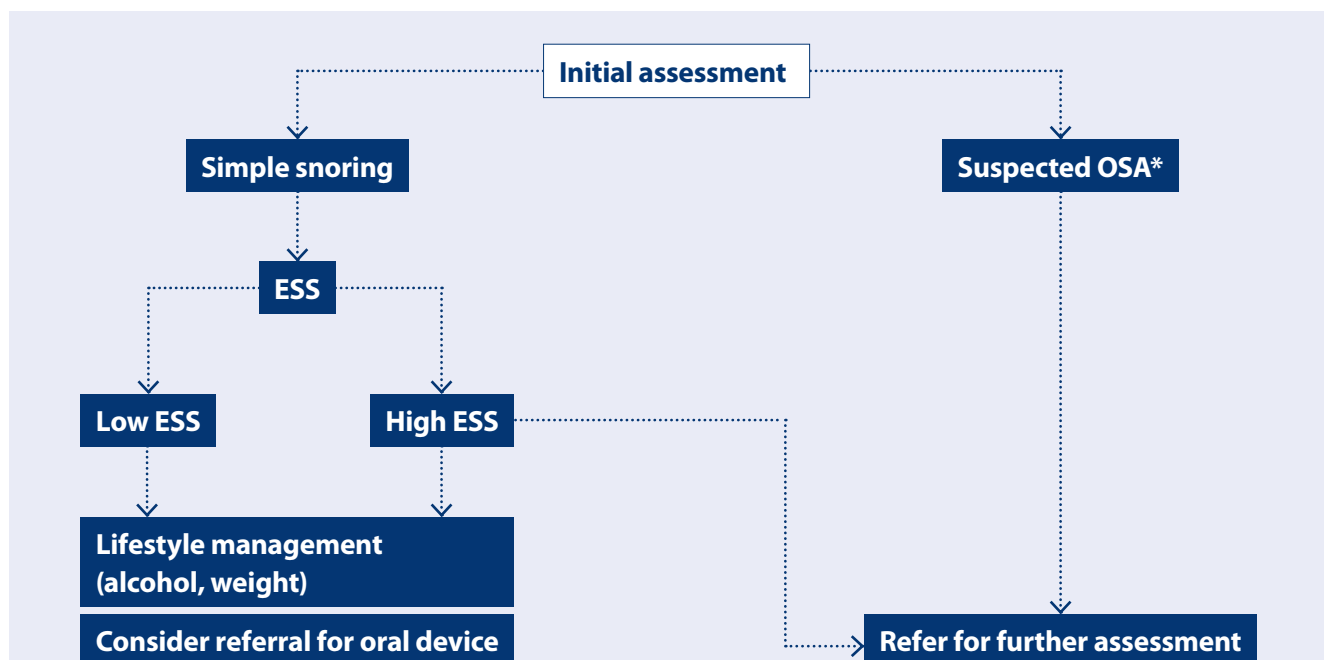 Initial assessment
Simple snoring
Suspected OSA*
ESS
Low ESS
High ESS
Lifestyle management
(alcohol, weight)
Consider referral for oral device
Refer for further assessment